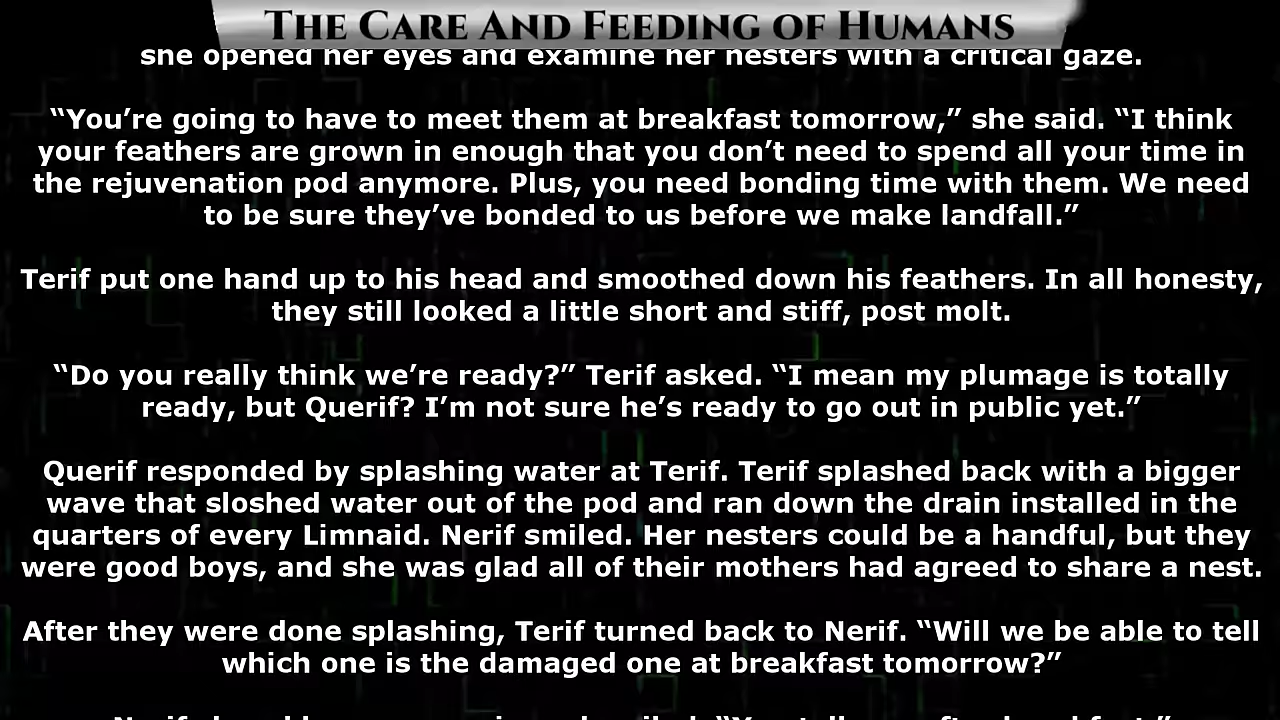 THE CARE AND FEEDING OF HUMANS
she opened her eyes and examine her nesters with a critical gaze.
“You’re going to have to meet them at breakfast tomorrow,” she said. “I think
your feathers are grown in enough that you don’t need to spend all your time in
the rejuvenation pod anymore. Plus, you need bonding time with them. We need
to be sure they’ve bonded to us before we make landfall.”
Terif put one hand up to his head and smoothed down his feathers. In all honesty,
they still looked a little short and stiff, post molt.
“Do you really think we’re ready?” Terif asked. “I mean my plumage is totally
ready, but Querif? I’m not sure he’s ready to go out in public yet.”
Querif responded by splashing water at Terif. Terif splashed back with a bigger
wave that sloshed water out of the pod and ran down the drain installed in the
quarters of every Limnaid. Nerif smiled. Her nesters could be a handful, but they
were good boys, and she was glad all of their mothers had agreed to share a nest.
After they were done splashing, Terif turned back to Nerif. “Will we be able to tell
which one is the damaged one at breakfast tomorrow?”